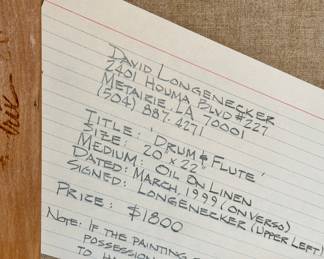 DAVID LONGENECKER
2401 HOUMA BLVD #227
METAIRIE, LA 70001
(504) 887.4271
TITLE: 'DRUM & FLUTE'
SIZE: 20" x 22"
MEDIUM: OIL ON LINEN
DATED: MARCH, 1999 (ON VERSO)
SIGNED: LONGENECKER (UPPER LEFT)
PRICE: $1800
NOTE: IF THE PAINTING
POSSESSION
TO